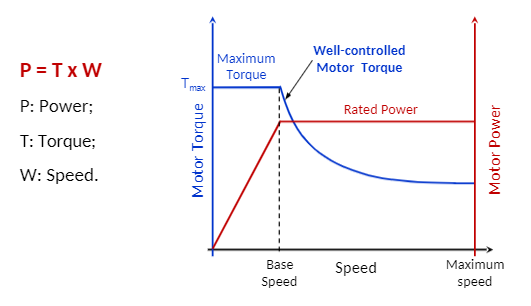 P = T x W
P: Power;
T: Torque;
W: Speed.
Maximum
Torque
Well-controlled
Motor Torque
Tmax
Rated Power
Motor Torque
Motor Power
Base
Speed
Speed
Maximum
speed